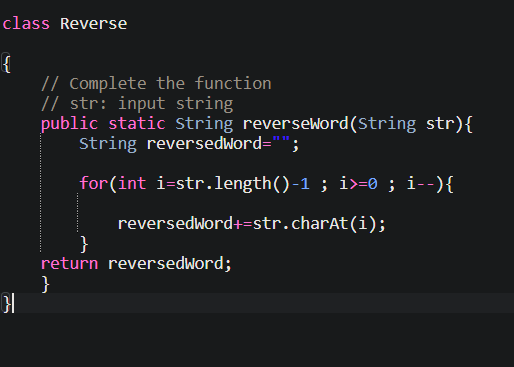 class Reverse
{
// Complete the function
// str: input string
public static String reverseWord(String str){
String reversedWord="";
for(int i=str.length()-1 ; i>=0 ; i--){
reversedWord+=str.charAt(i);
}
return reversedWord;
}
}